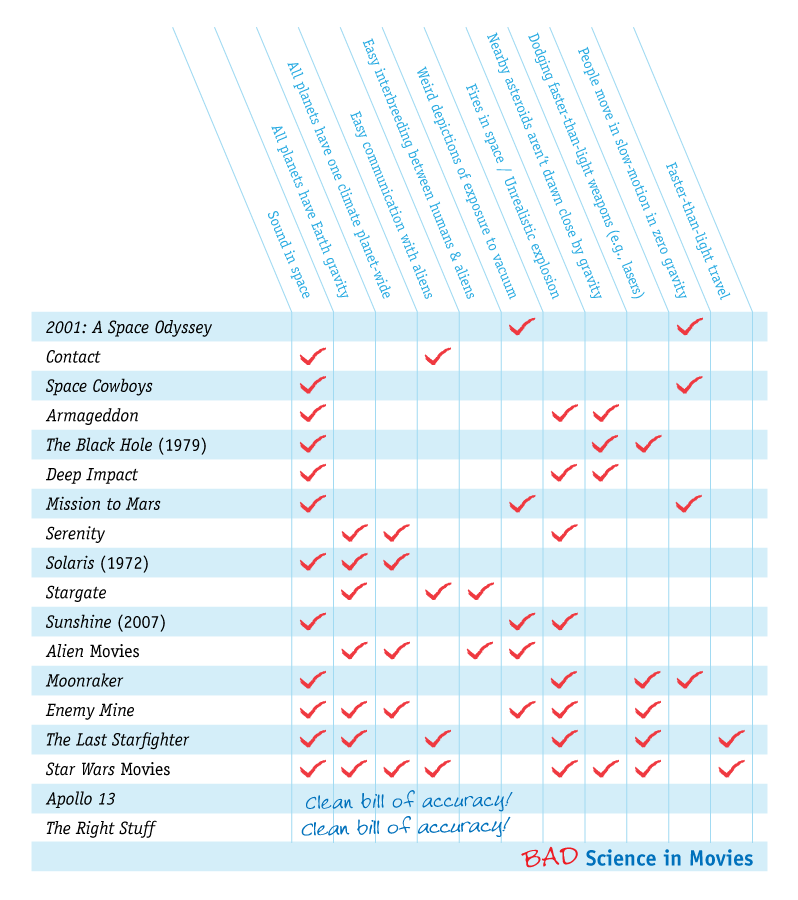 Sound in space
All planets have Earth gravity
All planets have one climate planet-wide
Easy communication with aliens
Easy interbreeding between humans & aliens
Weird depictions of exposure to vacuum
Fires in space / Unrealistic explosion
Nearby asteroids aren't drawn close by gravity
Dodging faster-than-light weapons (e.g., lasers)
People move in slow-motion in zero gravity
Faster-than-light travel
2001: A Space Odyssey
Contact
Space Cowboys
Armageddon
The Black Hole (1979)
Deep Impact
Mission to Mars
Serenity
Solaris (1972)
Stargate
Sunshine (2007)
Alien Movies
Moonraker
Enemy Mine
The Last Starfighter
Star Wars Movies
Apollo 13 Clean bill of accuracy!
The Right Stuff Clean bill of accuracy!
BAD Science in Movies